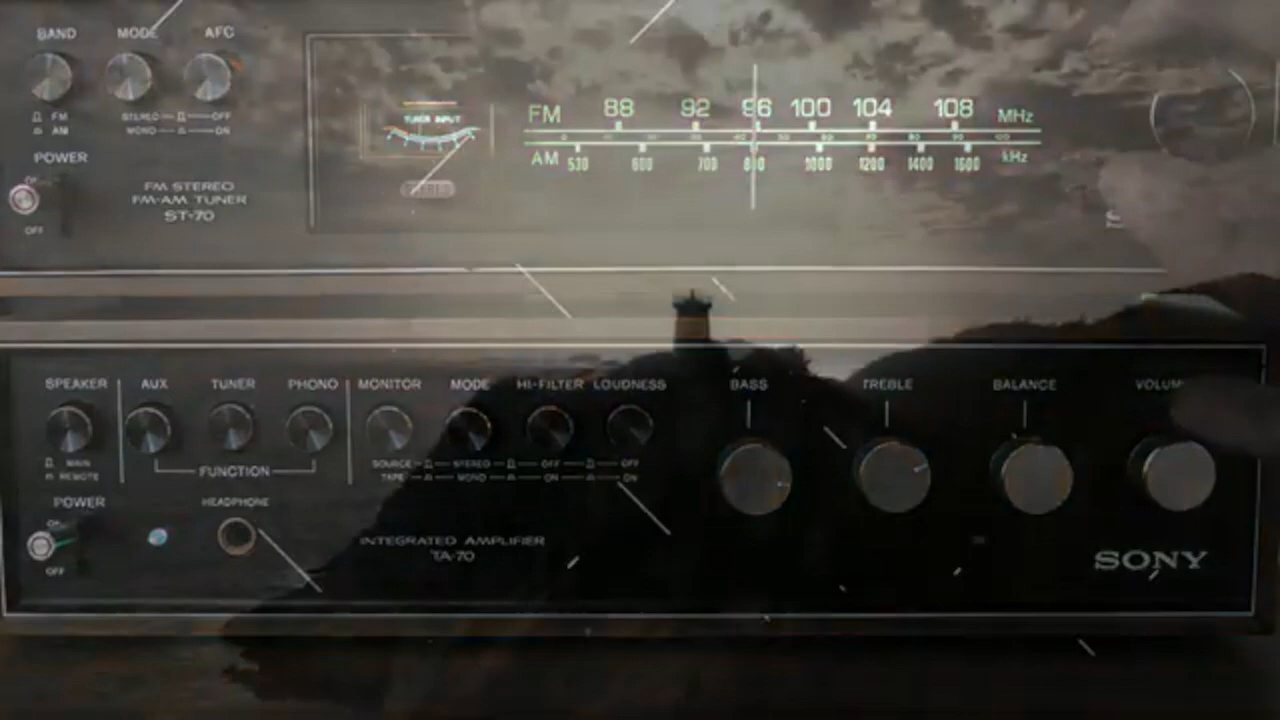 BAND MODE AFC
FM STEREO OFF
AM MONO ON
POWER
OFF
FM STEREO
FM-AM TUNER
ST-70
TUNER INPUT
FM 88 92 96 100 104 108 MHz
AM 530 600 700 800 1000 1200 1400 1600 kHz
SPEAKER AUX TUNER PHONO MONITOR MODE HI-FILTER LOUDNESS BASS TREBLE BALANCE VOLUM
MAIN SOURCE STEREO OFF OFF
REMOTE FUNCTION TAPE MONO ON ON
POWER HEADPHONE
ON
OFF
INTEGRATED AMPLIFIER
TA-70
SONY